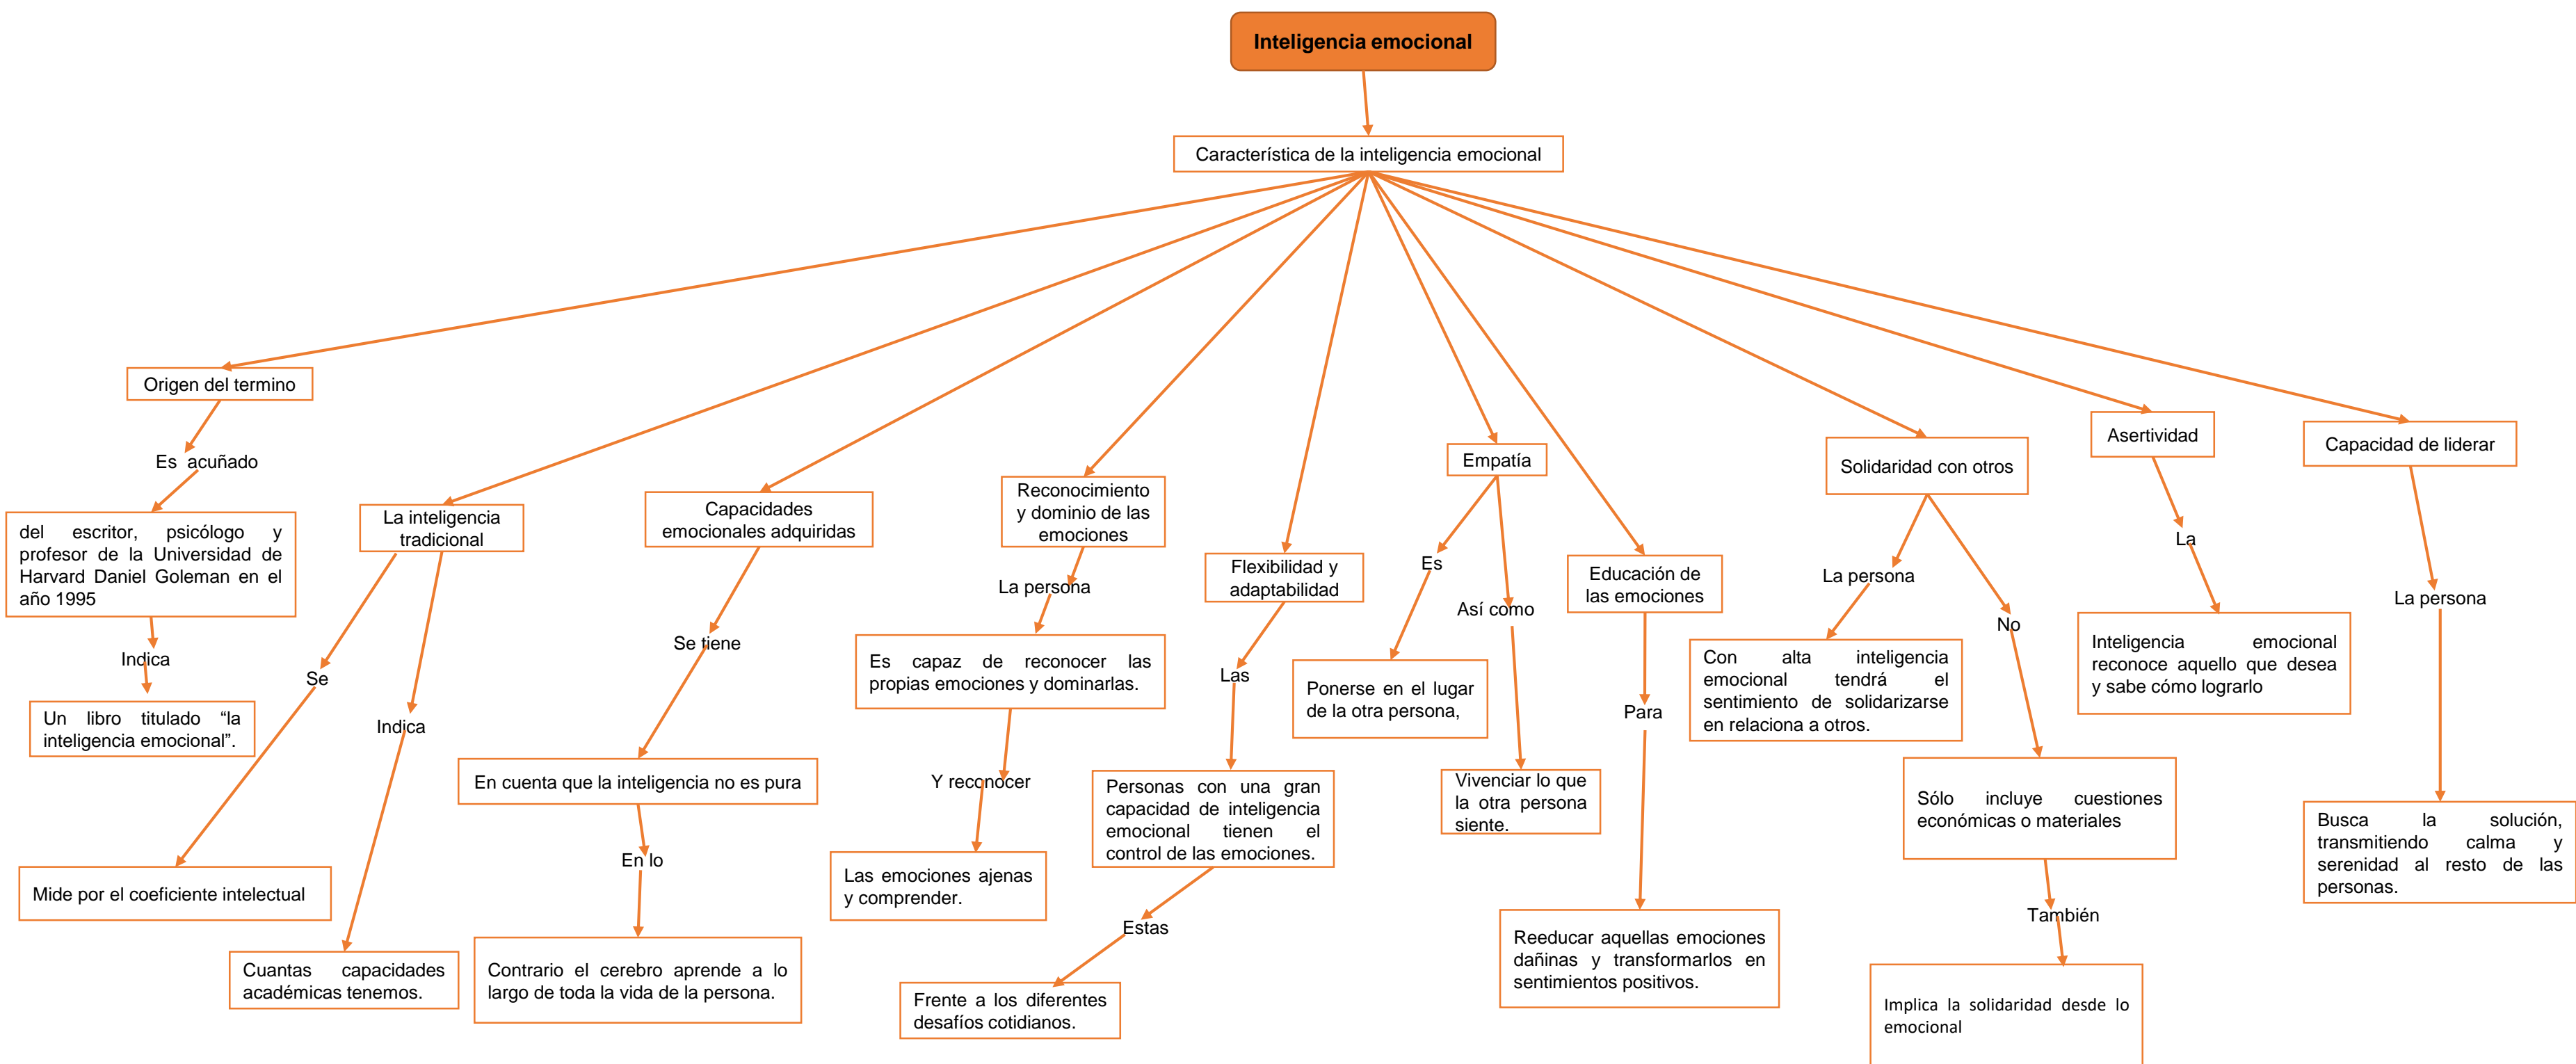 Inteligencia emocional
Característica de la inteligencia emocional
Origen del termino
Es acuñado
del escritor, psicólogo y
profesor de la Universidad de
Harvard Daniel Goleman en el
año 1995
Indica
Un libro titulado “la
inteligencia emocional”.
La inteligencia
tradicional
Se
Mide por el coeficiente intelectual
Indica
Cuantas capacidades
académicas tenemos.
Capacidades
emocionales adquiridas
Se tiene
En cuenta que la inteligencia no es pura
En lo
Contrario el cerebro aprende a lo
largo de toda la vida de la persona.
Reconocimiento
y dominio de las
emociones
La persona
Es capaz de reconocer las
propias emociones y dominarlas.
Y reconocer
Las emociones ajenas
y comprender.
Flexibilidad y
adaptabilidad
Las
Personas con una gran
capacidad de inteligencia
emocional tienen el
control de las emociones.
Estas
Frente a los diferentes
desafíos cotidianos.
Empatía
Es
Ponerse en el lugar
de la otra persona,
Así como
Vivenciar lo que
la otra persona
siente.
Educación de
las emociones
Para
Reeducar aquellas emociones
dañinas y transformarlos en
sentimientos positivos.
Solidaridad con otros
La persona
Con alta inteligencia
emocional tendrá el
sentimiento de solidarizarse
en relaciona a otros.
No
Sólo incluye cuestiones
económicas o materiales
También
Implica la solidaridad desde lo
emocional
Asertividad
La
Inteligencia emocional
reconoce aquello que desea
y sabe cómo lograrlo
Capacidad de liderar
La persona
Busca la solución,
transmitiendo calma y
serenidad al resto de las
personas.